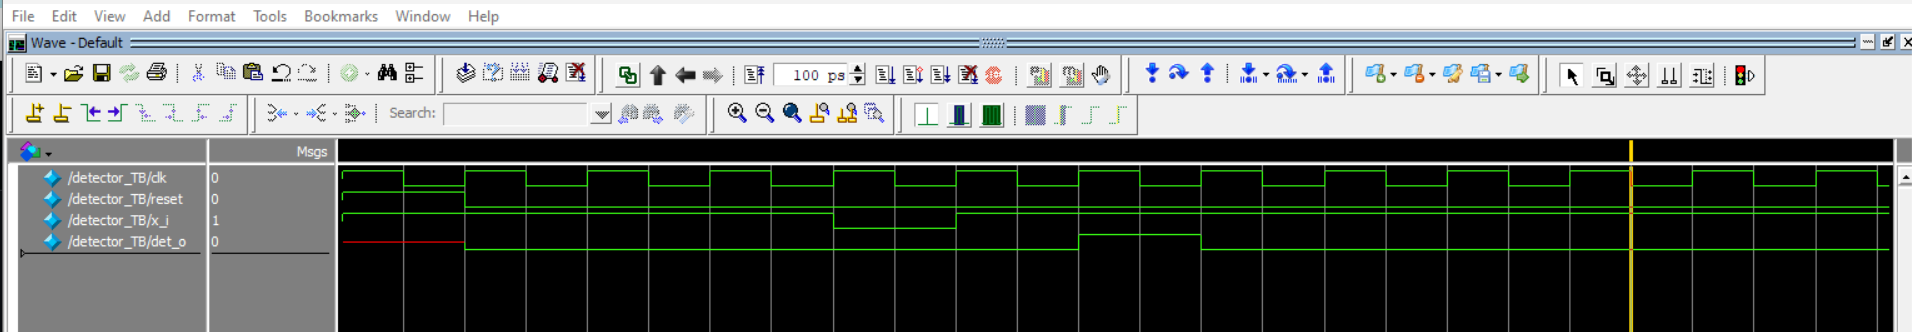 File Edit View Add Format Tools Bookmarks Window Help
Wave - Default
100 ps
Search:
Msgs
/detector_TB/clk 0
/detector_TB/reset 0
/detector_TB/x_i 1
/detector_TB/det_o 0